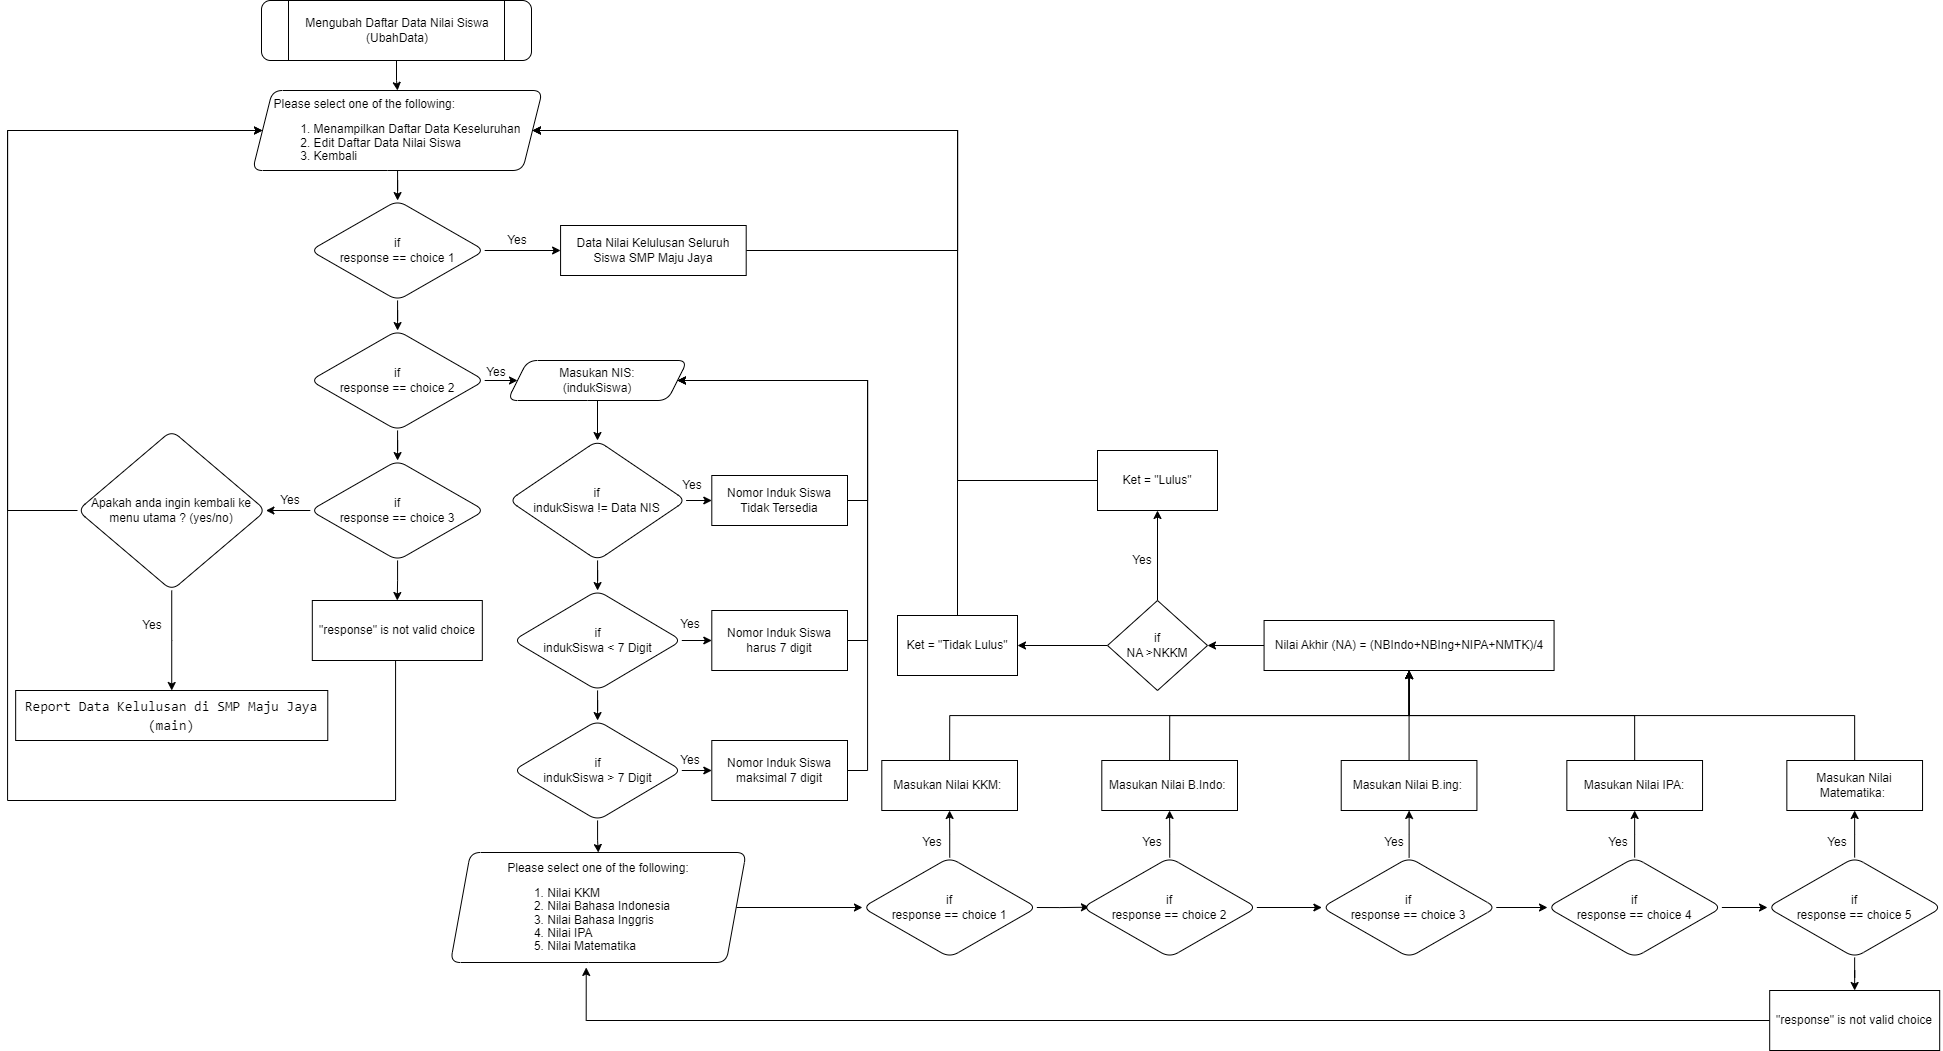 Mengubah Daftar Data Nilai Siswa
(UbahData)
Please select one of the following:
1. Menampilkan Daftar Data Keseluruhan
2. Edit Daftar Data Nilai Siswa
3. Kembali
if
response == choice 1
Yes
Data Nilai Kelulusan Seluruh
Siswa SMP Maju Jaya
if
response == choice 2
Yes
Masukan NIS:
(indukSiswa)
if
response == choice 3
Yes
Apakah anda ingin kembali ke
menu utama ? (yes/no)
Yes
Report Data Kelulusan di SMP Maju Jaya
(main)
"response" is not valid choice
if
indukSiswa != Data NIS
Yes
Nomor Induk Siswa
Tidak Tersedia
if
indukSiswa < 7 Digit
Yes
Nomor Induk Siswa
harus 7 digit
if
indukSiswa > 7 Digit
Yes
Nomor Induk Siswa
maksimal 7 digit
Please select one of the following:
1. Nilai KKM
2. Nilai Bahasa Indonesia
3. Nilai Bahasa Inggris
4. Nilai IPA
5. Nilai Matematika
if
response == choice 1
Yes
Masukan Nilai KKM:
if
response == choice 2
Yes
Masukan Nilai B.Indo:
if
response == choice 3
Yes
Masukan Nilai B.ing:
if
response == choice 4
Yes
Masukan Nilai IPA:
if
response == choice 5
Yes
Masukan Nilai
Matematika:
"response" is not valid choice
Nilai Akhir (NA) = (NBIndo+NBIng+NIPA+NMTK)/4
if
NA >NKKM
Yes
Ket = "Lulus"
Ket = "Tidak Lulus"